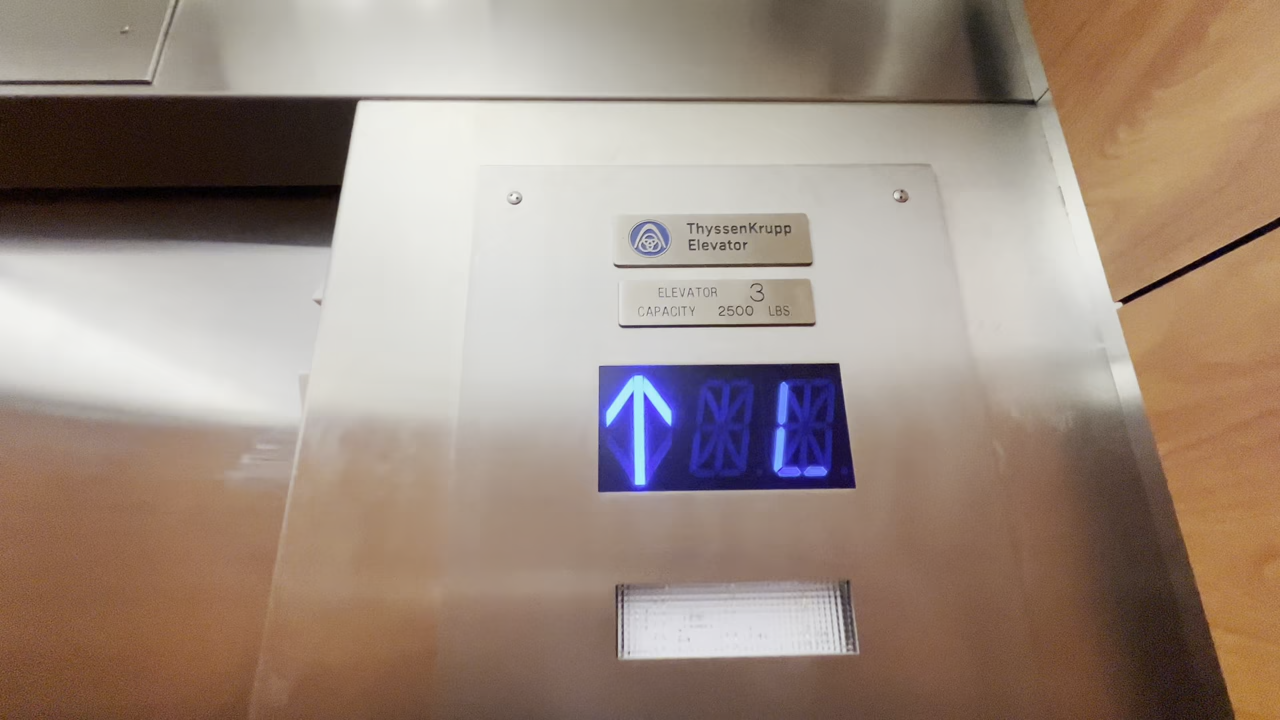 ThyssenKrupp
Elevator
ELEVATOR 3
CAPACITY 2500 LBS.
L